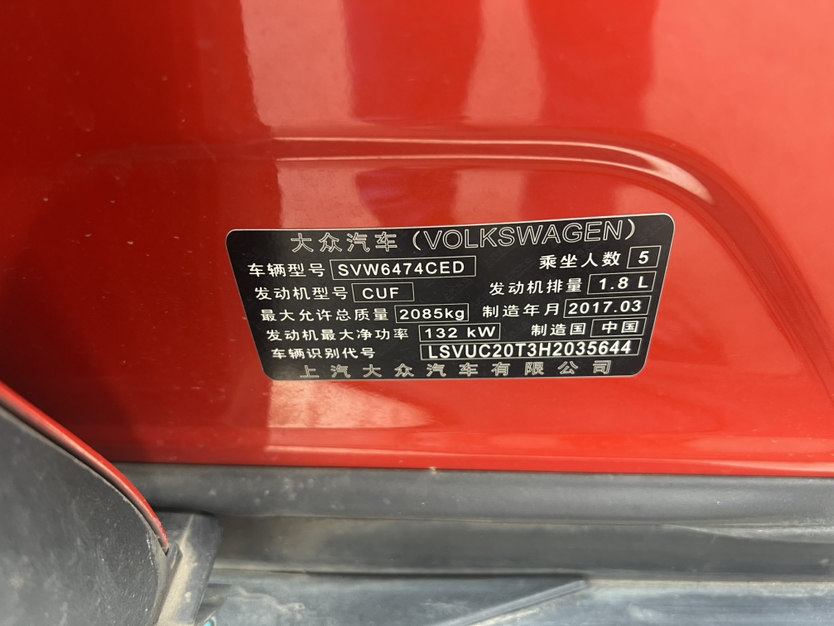 大众汽车(VOLKSWAGEN)
车辆型号 SVW6474CED 乘坐人数 5
发动机型号 CUF 发动机排量 1.8 L
最大允许总质量 2085kg 制造年月 2017.03
发动机最大净功率 132 kW 制造国 中国
车辆识别代号 LSVUC20T3H2035644
上汽大众汽车有限公司